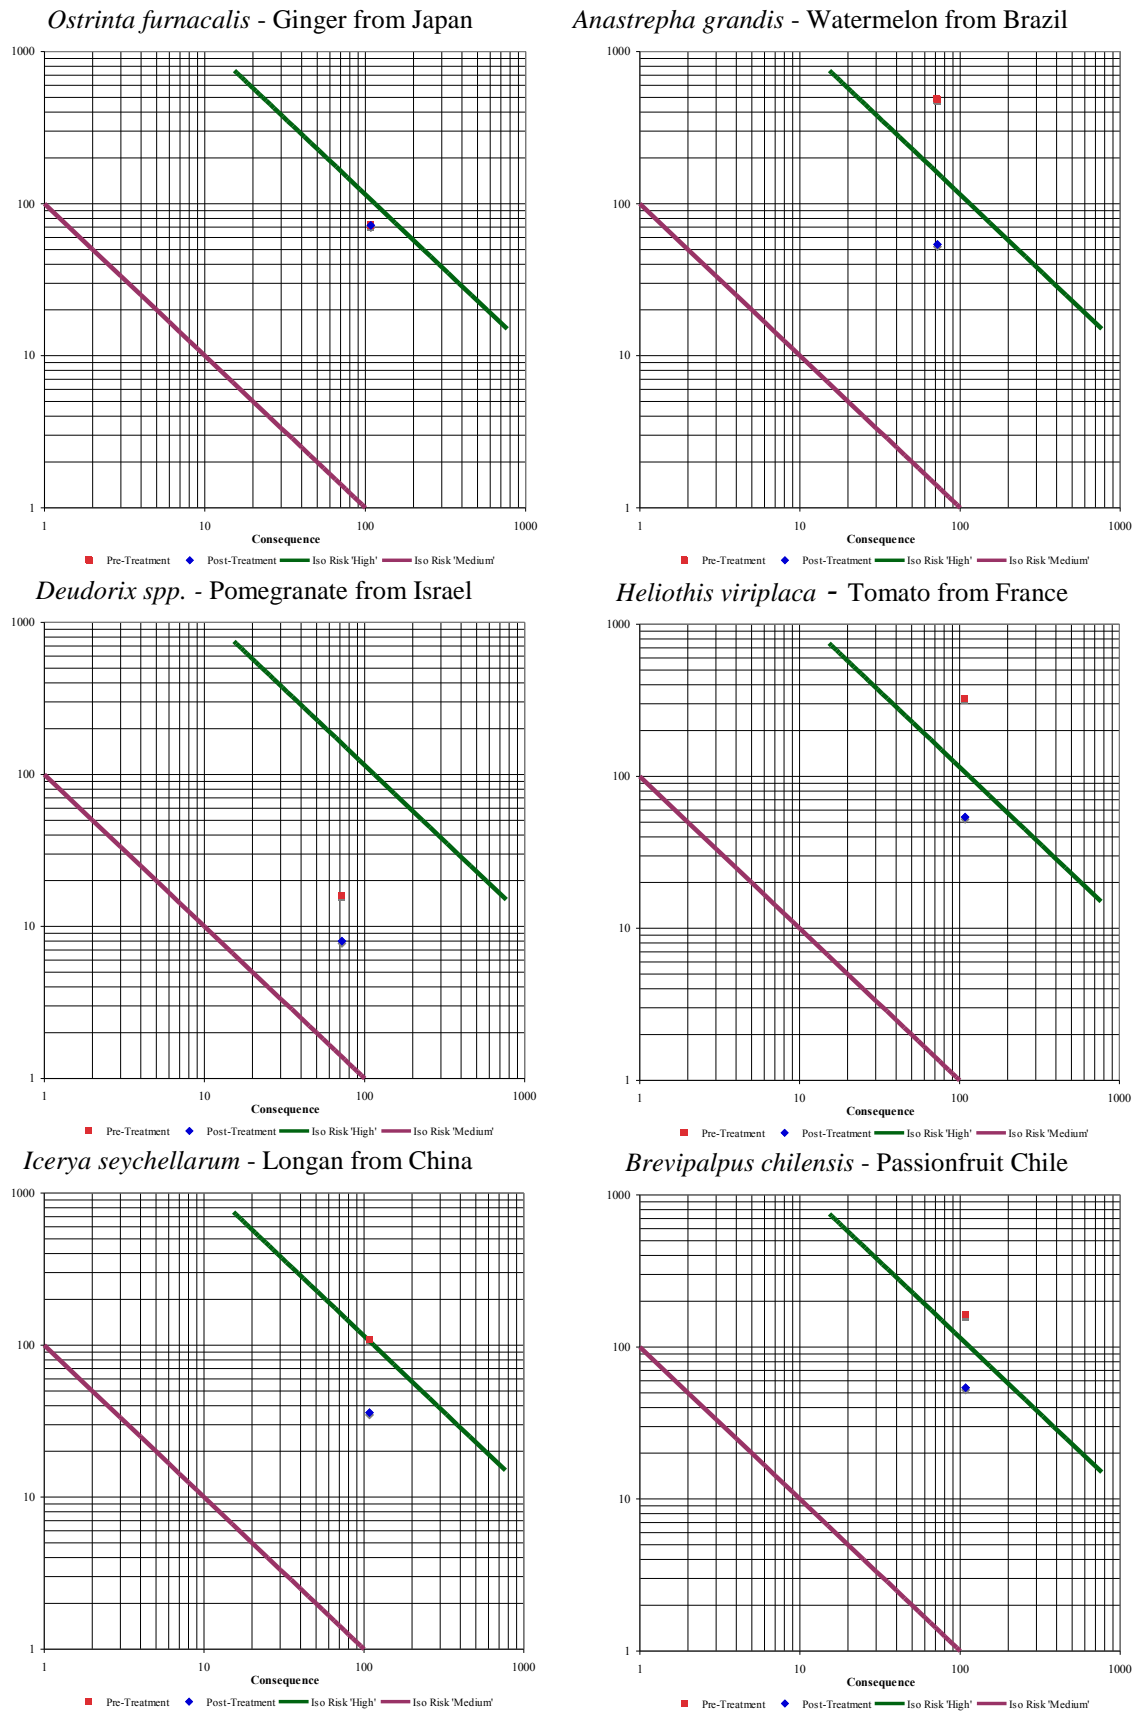 Ostrinta furnacalis - Ginger from Japan
1000
100
10
1
1 10 100 1000
Consequence
Pre-Treatment Post-Treatment Iso Risk 'High' Iso Risk 'Medium'
Anastrepha grandis - Watermelon from Brazil
1000
100
10
1
1 10 100 1000
Consequence
Pre-Treatment Post-Treatment Iso Risk 'High' Iso Risk 'Medium'
Deudorix spp. - Pomegranate from Israel
1000
100
10
1
1 10 100 1000
Consequence
Pre-Treatment Post-Treatment Iso Risk 'High' Iso Risk 'Medium'
Heliothis viriplaca - Tomato from France
1000
100
10
1
1 10 100 1000
Consequence
Pre-Treatment Post-Treatment Iso Risk 'High' Iso Risk 'Medium'
Icerya seychellarum - Longan from China
1000
100
10
1
1 10 100 1000
Consequence
Pre-Treatment Post-Treatment Iso Risk 'High' Iso Risk 'Medium'
Brevipalpus chilensis - Passionfruit Chile
1000
100
10
1
1 10 100 1000
Consequence
Pre-Treatment Post-Treatment Iso Risk 'High' Iso Risk 'Medium'